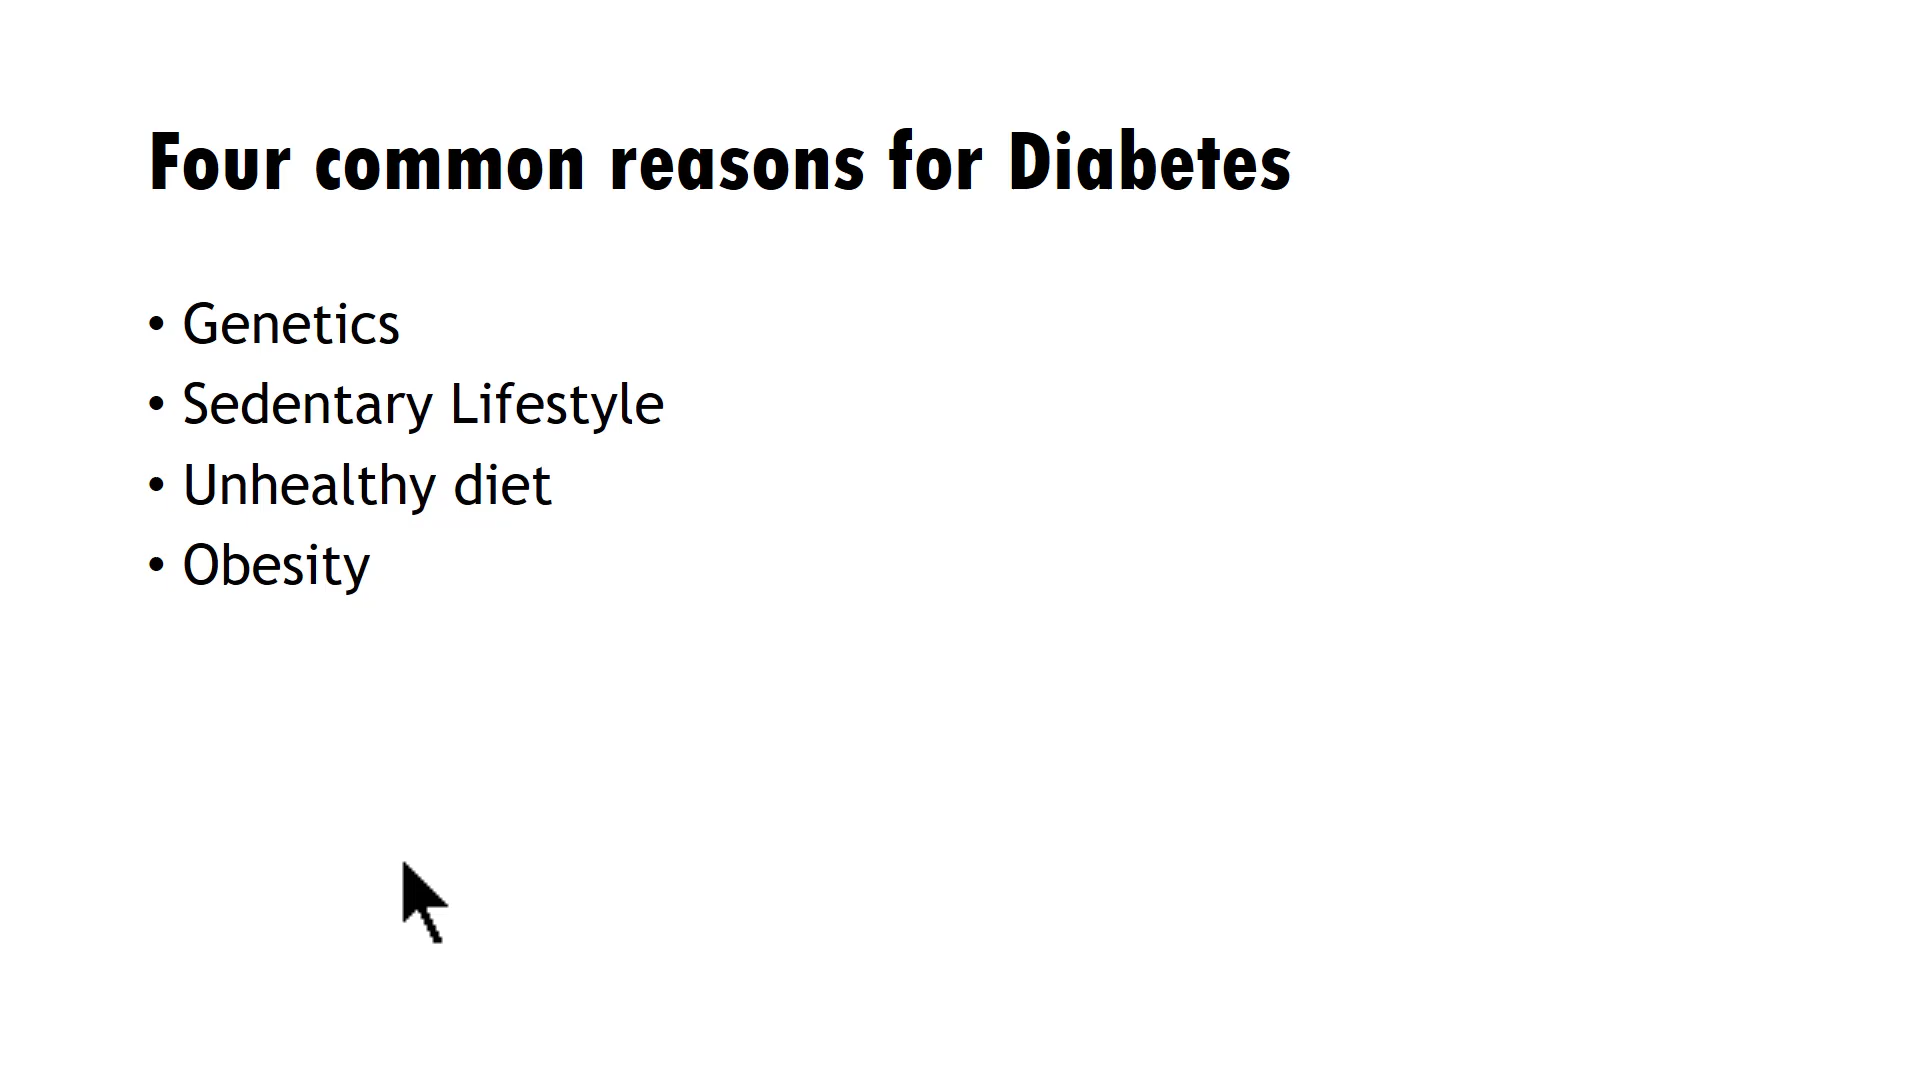 Four common reasons for Diabetes
• Genetics
• Sedentary Lifestyle
• Unhealthy diet
• Obesity